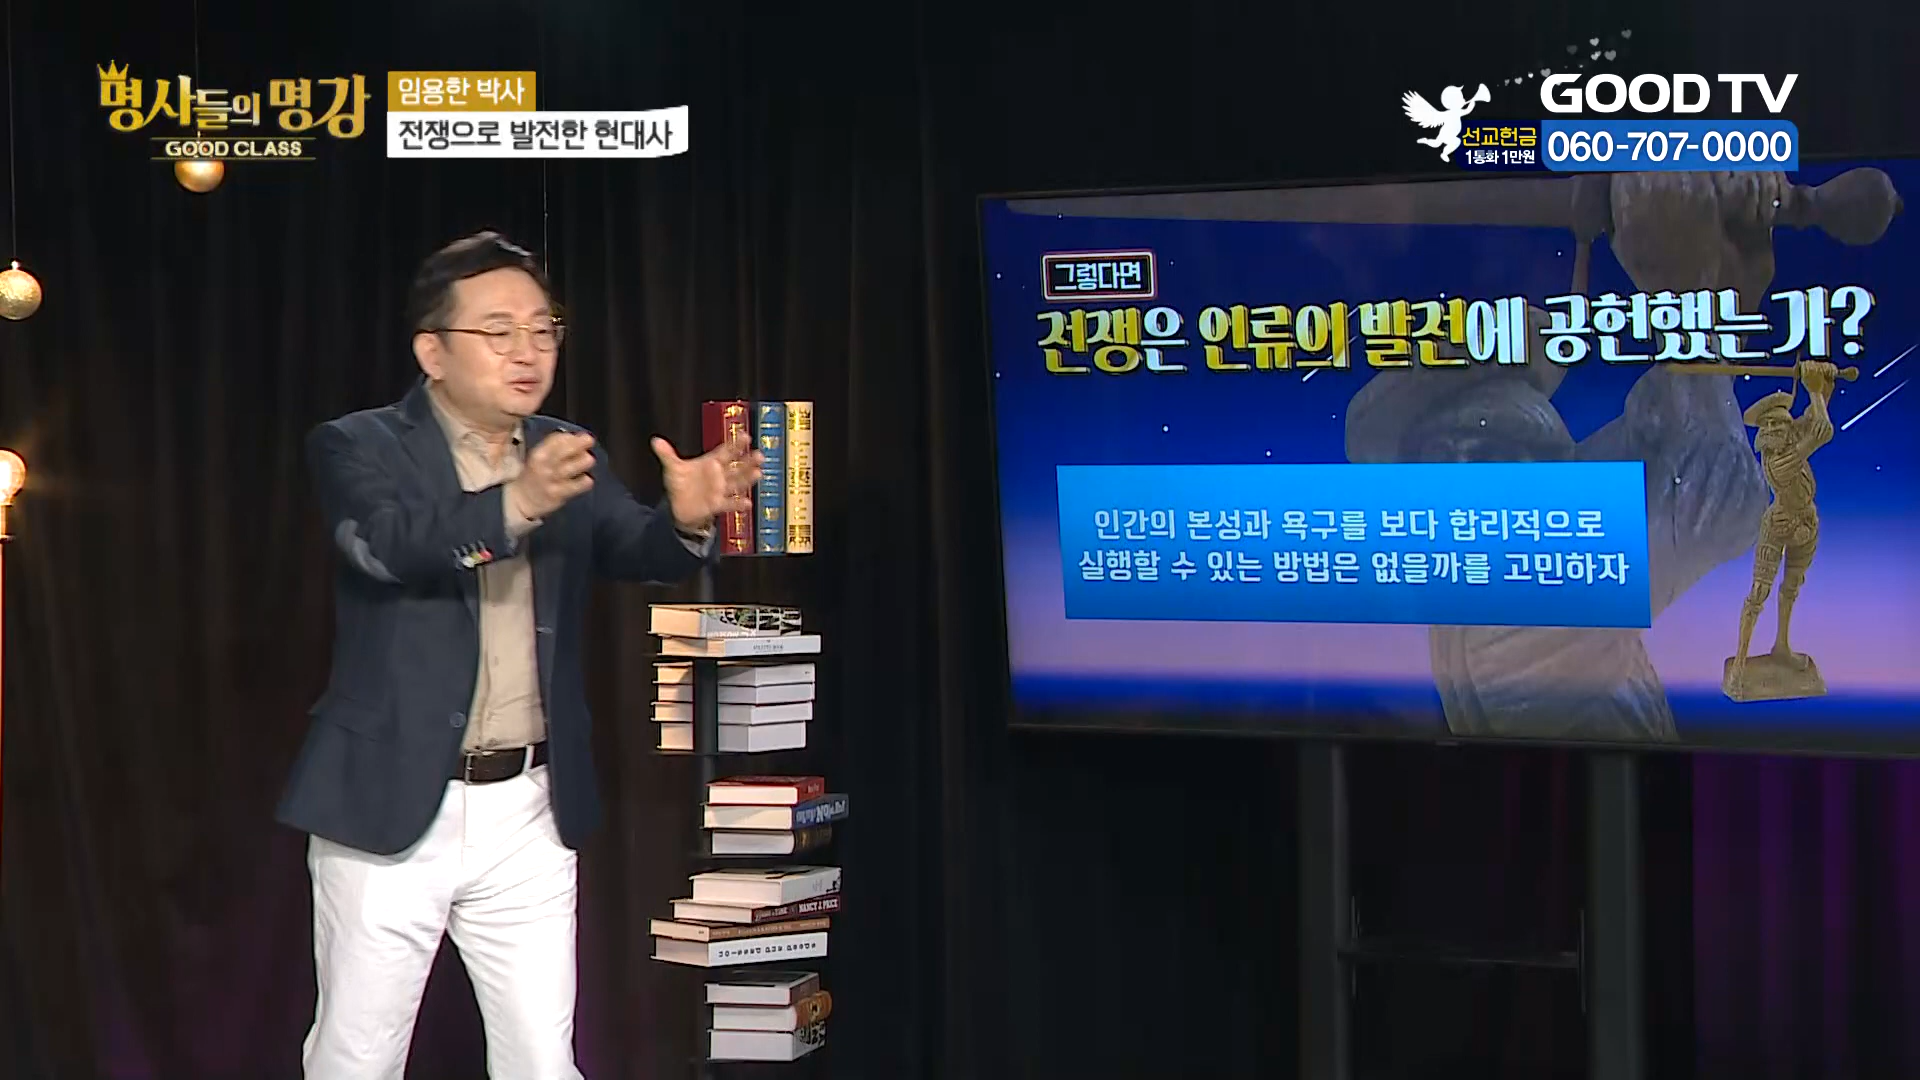 명사들의 명강
GOOD CLASS
임용한 박사
전쟁으로 발전한 현대사
GOOD TV
선교헌금
1통화 1만원
060-707-0000
그렇다면
전쟁은 인류의 발전에 공헌했는가?
인간의 본성과 욕구를 보다 합리적으로
실행할 수 있는 방법은 없을까를 고민하자
NANCY J. PRICE